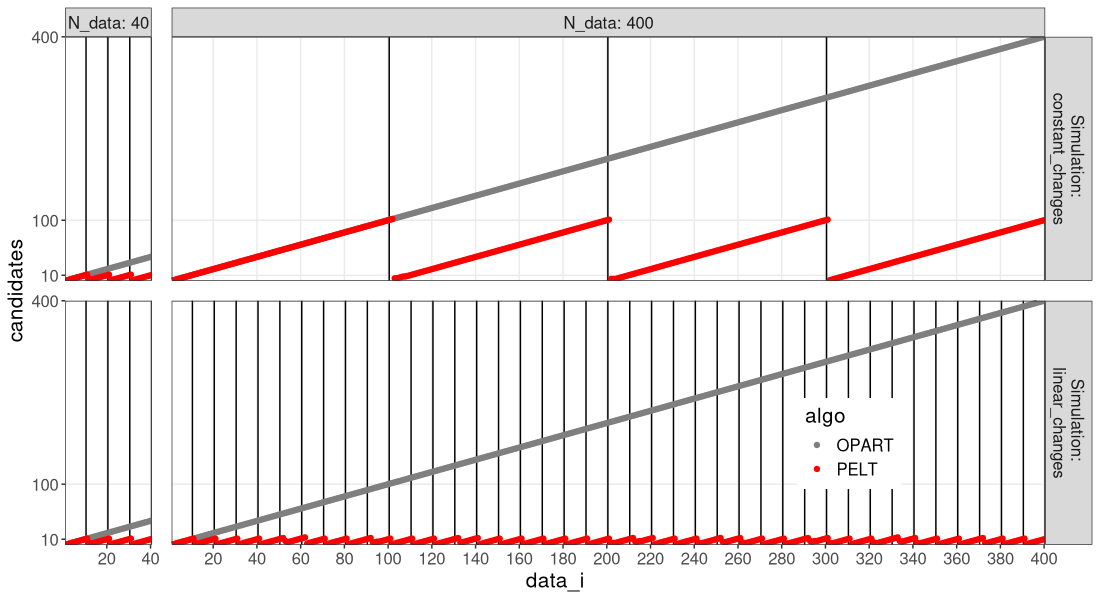 N_data: 40
N_data: 400
400
100
10
Simulation:
constant_changes
candidates
400
100
10
Simulation:
linear_changes
algo
OPART
PELT
20 40
20 40 60 80 100 120 140 160 180 200 220 240 260 280 300 320 340 360 380 400
data_i